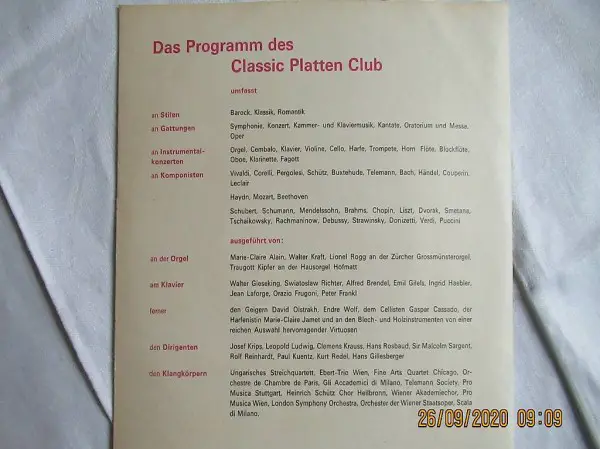 Das Programm des
Classic Platten Club
umfasst
an Stilen Barock, Klassik, Romantik
an Gattungen Symphonie, Konzert, Kammer- und Klaviermusik, Kantate, Oratorium und Messe,
Oper
an Instrumental- Orgel, Cembalo, Klavier, Violine, Cello, Harfe, Trompete, Horn Flöte, Blockflöte,
konzerten Oboe, Klarinette, Fagott
an Komponisten Vivaldi, Corelli, Pergolesi, Schütz, Buxtehude, Telemann, Bach, Händel, Couperin,
Leclair
Haydn, Mozart, Beethoven
Schubert, Schumann, Mendelssohn, Brahms, Chopin, Liszt, Dvorak, Smetana,
Tschaikowsky, Rachmaninow, Debussy, Strawinsky, Donizetti, Verdi, Puccini
ausgeführt von:
an der Orgel Marie-Claire Alain, Walter Kraft, Lionel Rogg an der Zürcher Grossmünsterorgel,
Traugott Kipfer an der Hausorgel Hofmatt
am Klavier Walter Gieseking, Swiatoslaw Richter, Alfred Brendel, Emil Gilels, Ingrid Haebler,
Jean Laforge, Orazio Frugoni, Peter Frankl
ferner den Geigern David Oistrakh, Endre Wolf, dem Cellisten Gaspar Cassado, der
Harfenistin Marie-Claire Jamet und an den Blech- und Holzinstrumenten von einer
reichen Auswahl hervorragender Virtuosen
den Dirigenten Josef Krips, Leopold Ludwig, Clemens Krauss, Hans Rosbaud, Sir Malcolm Sargent,
Rolf Reinhardt, Paul Kuentz, Kurt Redel, Hans Gillesberger
den Klangkörpern Ungarisches Streichquartett, Ebert-Trio Wien, Fine Arts Quartet Chicago, Or-
chestre de Chambre de Paris, Gli Accademici di Milano, Telemann Society, Pro
Musica Stuttgart, Heinrich Schütz Chor Heilbronn, Wiener Akademiechor, Pro
Musica Wien, London Symphony Orchestra, Orchester der Wiener Staatsoper, Scala
di Milano.
26/09/2020 09:09